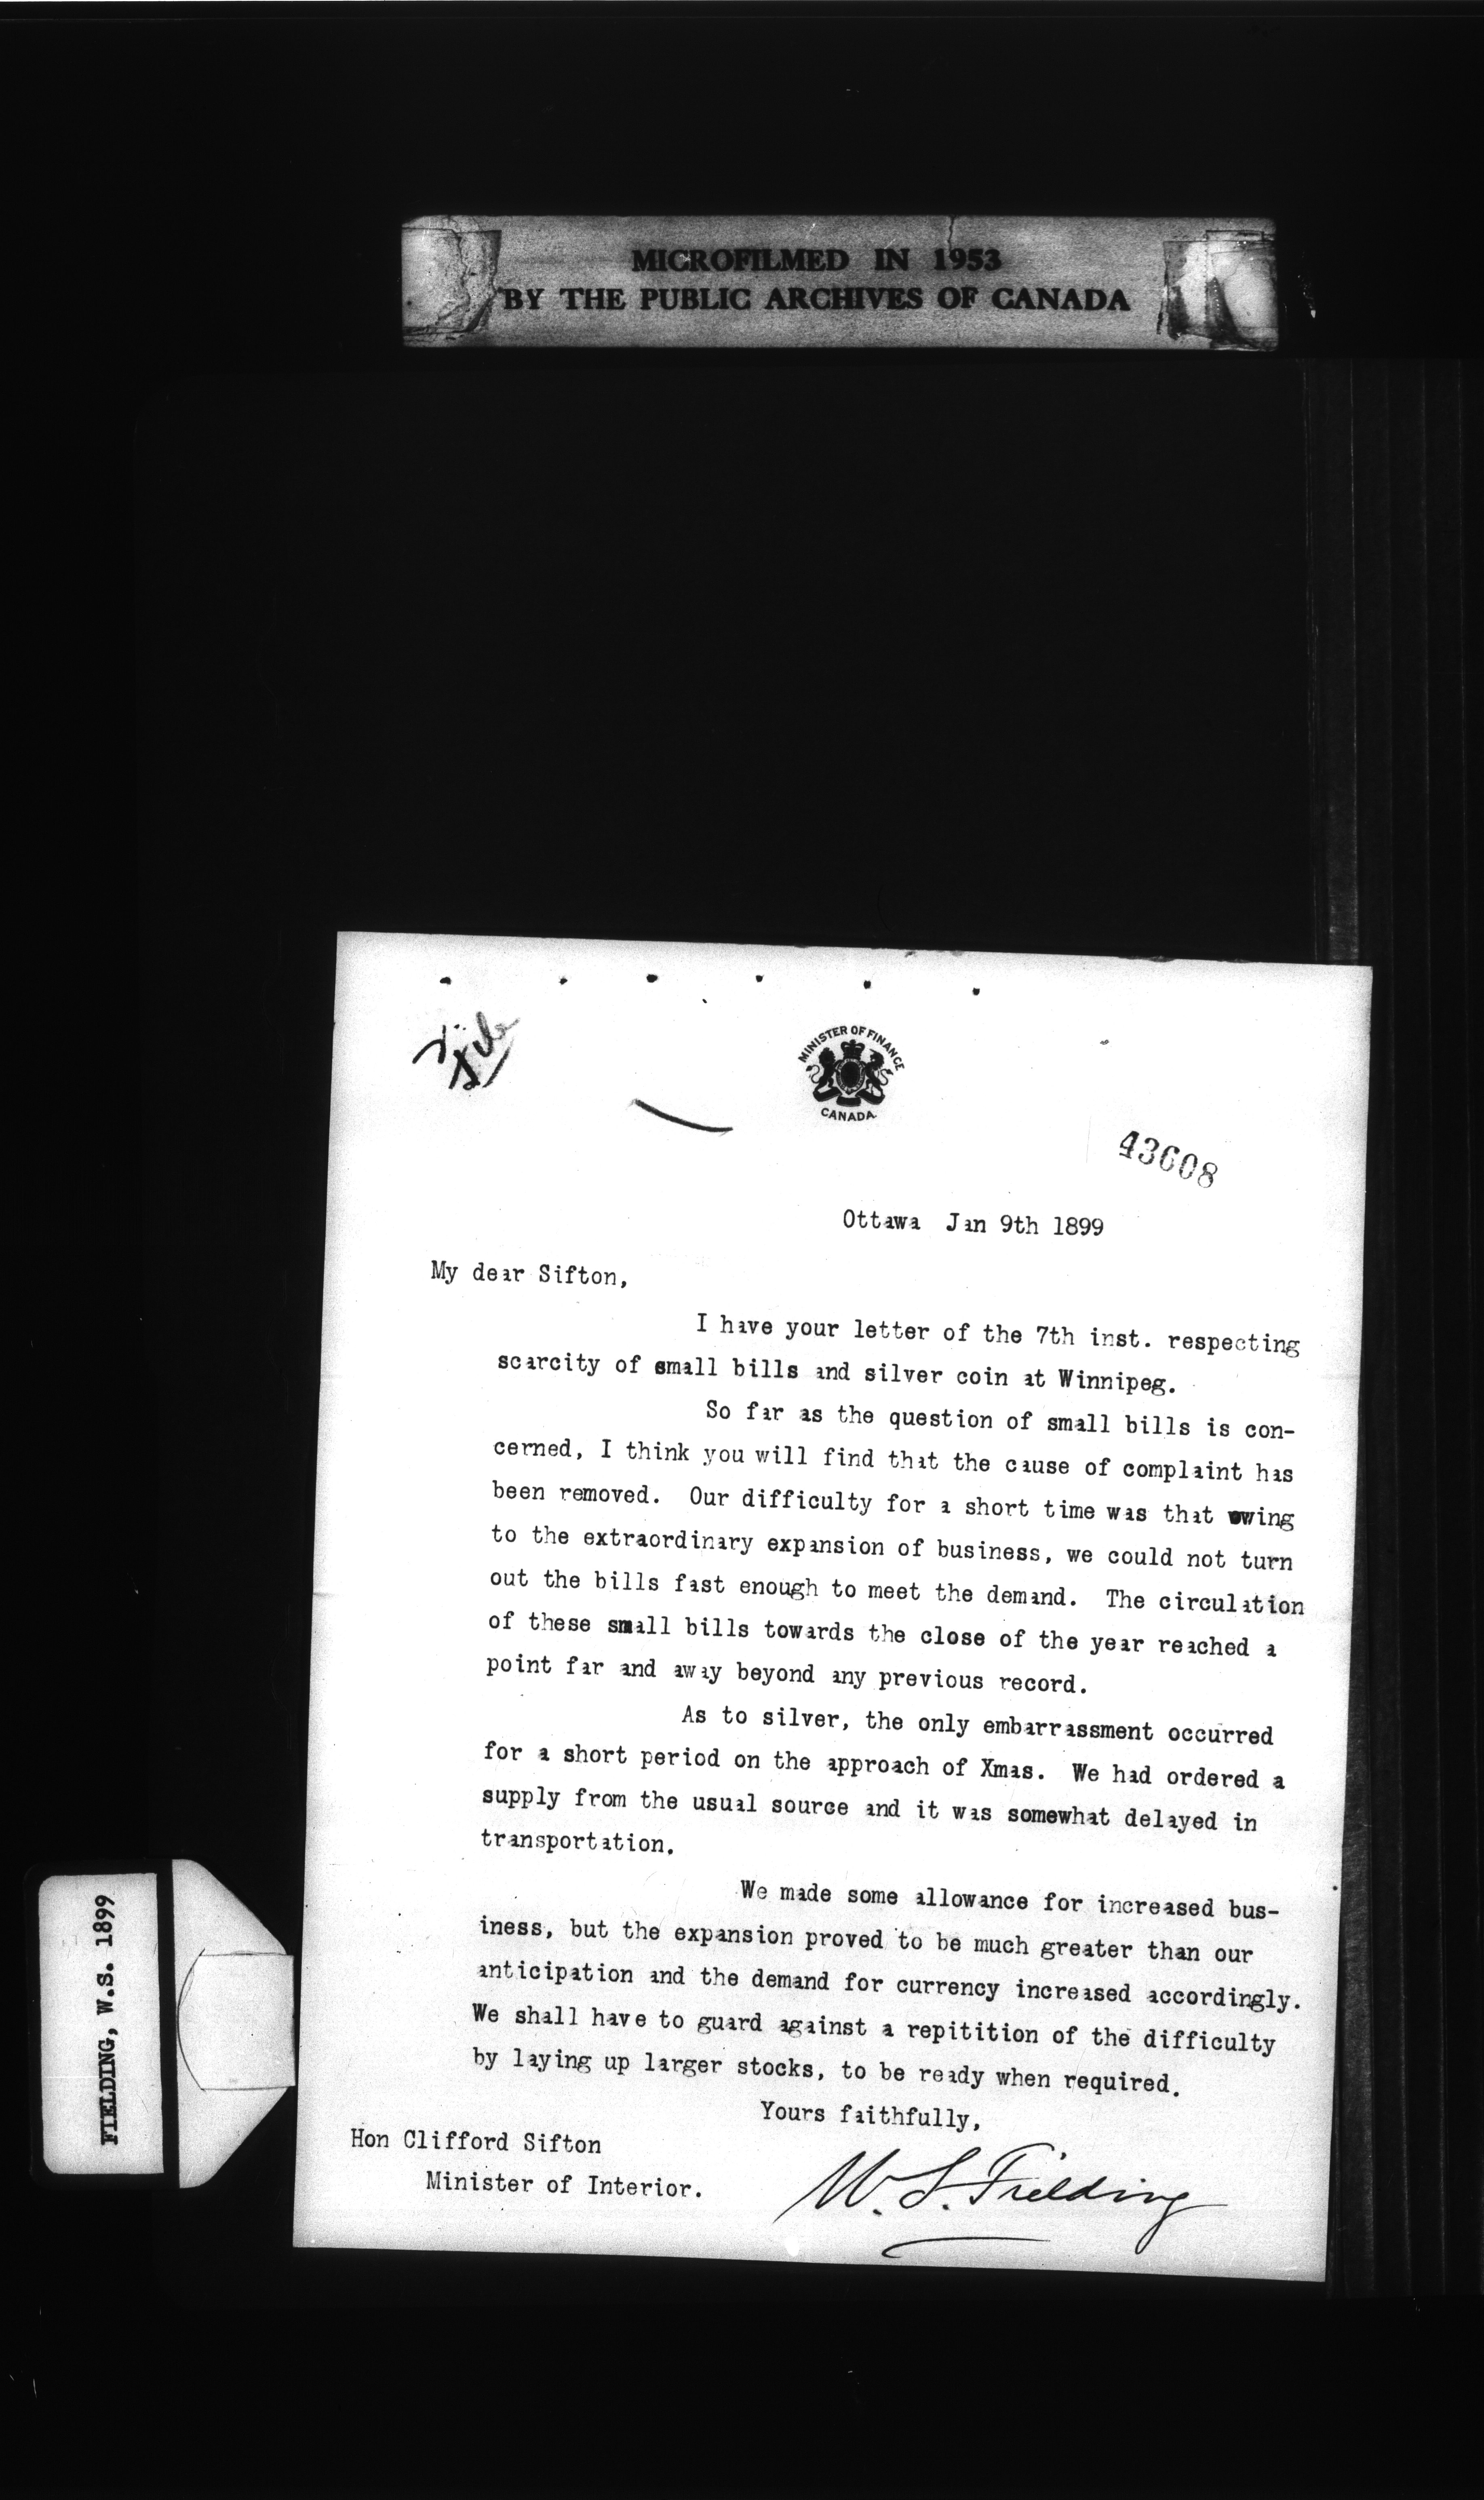 MICROFILMED IN 1953
BY THE PUBLIC ARCHIVES OF CANADA
File
MINISTER OF FINANCE
CANADA
43608
Ottawa Jan 9th 1899
My dear Sifton,
I have your letter of the 7th inst. respecting
scarcity of small bills and silver coin at Winnipeg.
So far as the question of small bills is con-
cerned, I think you will find that the cause of complaint has
been removed. Our difficulty for a short time was that owing
to the extraordinary expansion of business, we could not turn
out the bills fast enough to meet the demand. The circulation
of these small bills towards the close of the year reached a
point far and away beyond any previous record.
As to silver, the only embarrassment occurred
for a short period on the approach of Xmas. We had ordered a
supply from the usual source and it was somewhat delayed in
transportation.
We made some allowance for increased bus-
iness, but the expansion proved to be much greater than our
anticipation and the demand for currency increased accordingly.
We shall have to guard against a repitition of the difficulty
by laying up larger stocks, to be ready when required.
Yours faithfully,
Hon Clifford Sifton
Minister of Interior.
W. S. Fielding
FIELDING, W.S. 1899